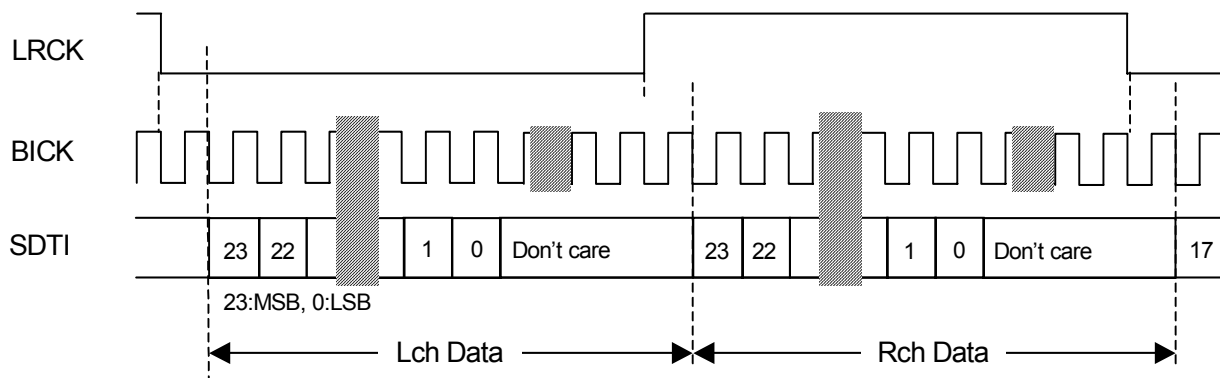 LRCK
BICK
SDTI
23 22 1 0 Don't care 23 22 1 0 Don't care 17
23:MSB, 0:LSB
Lch Data Rch Data